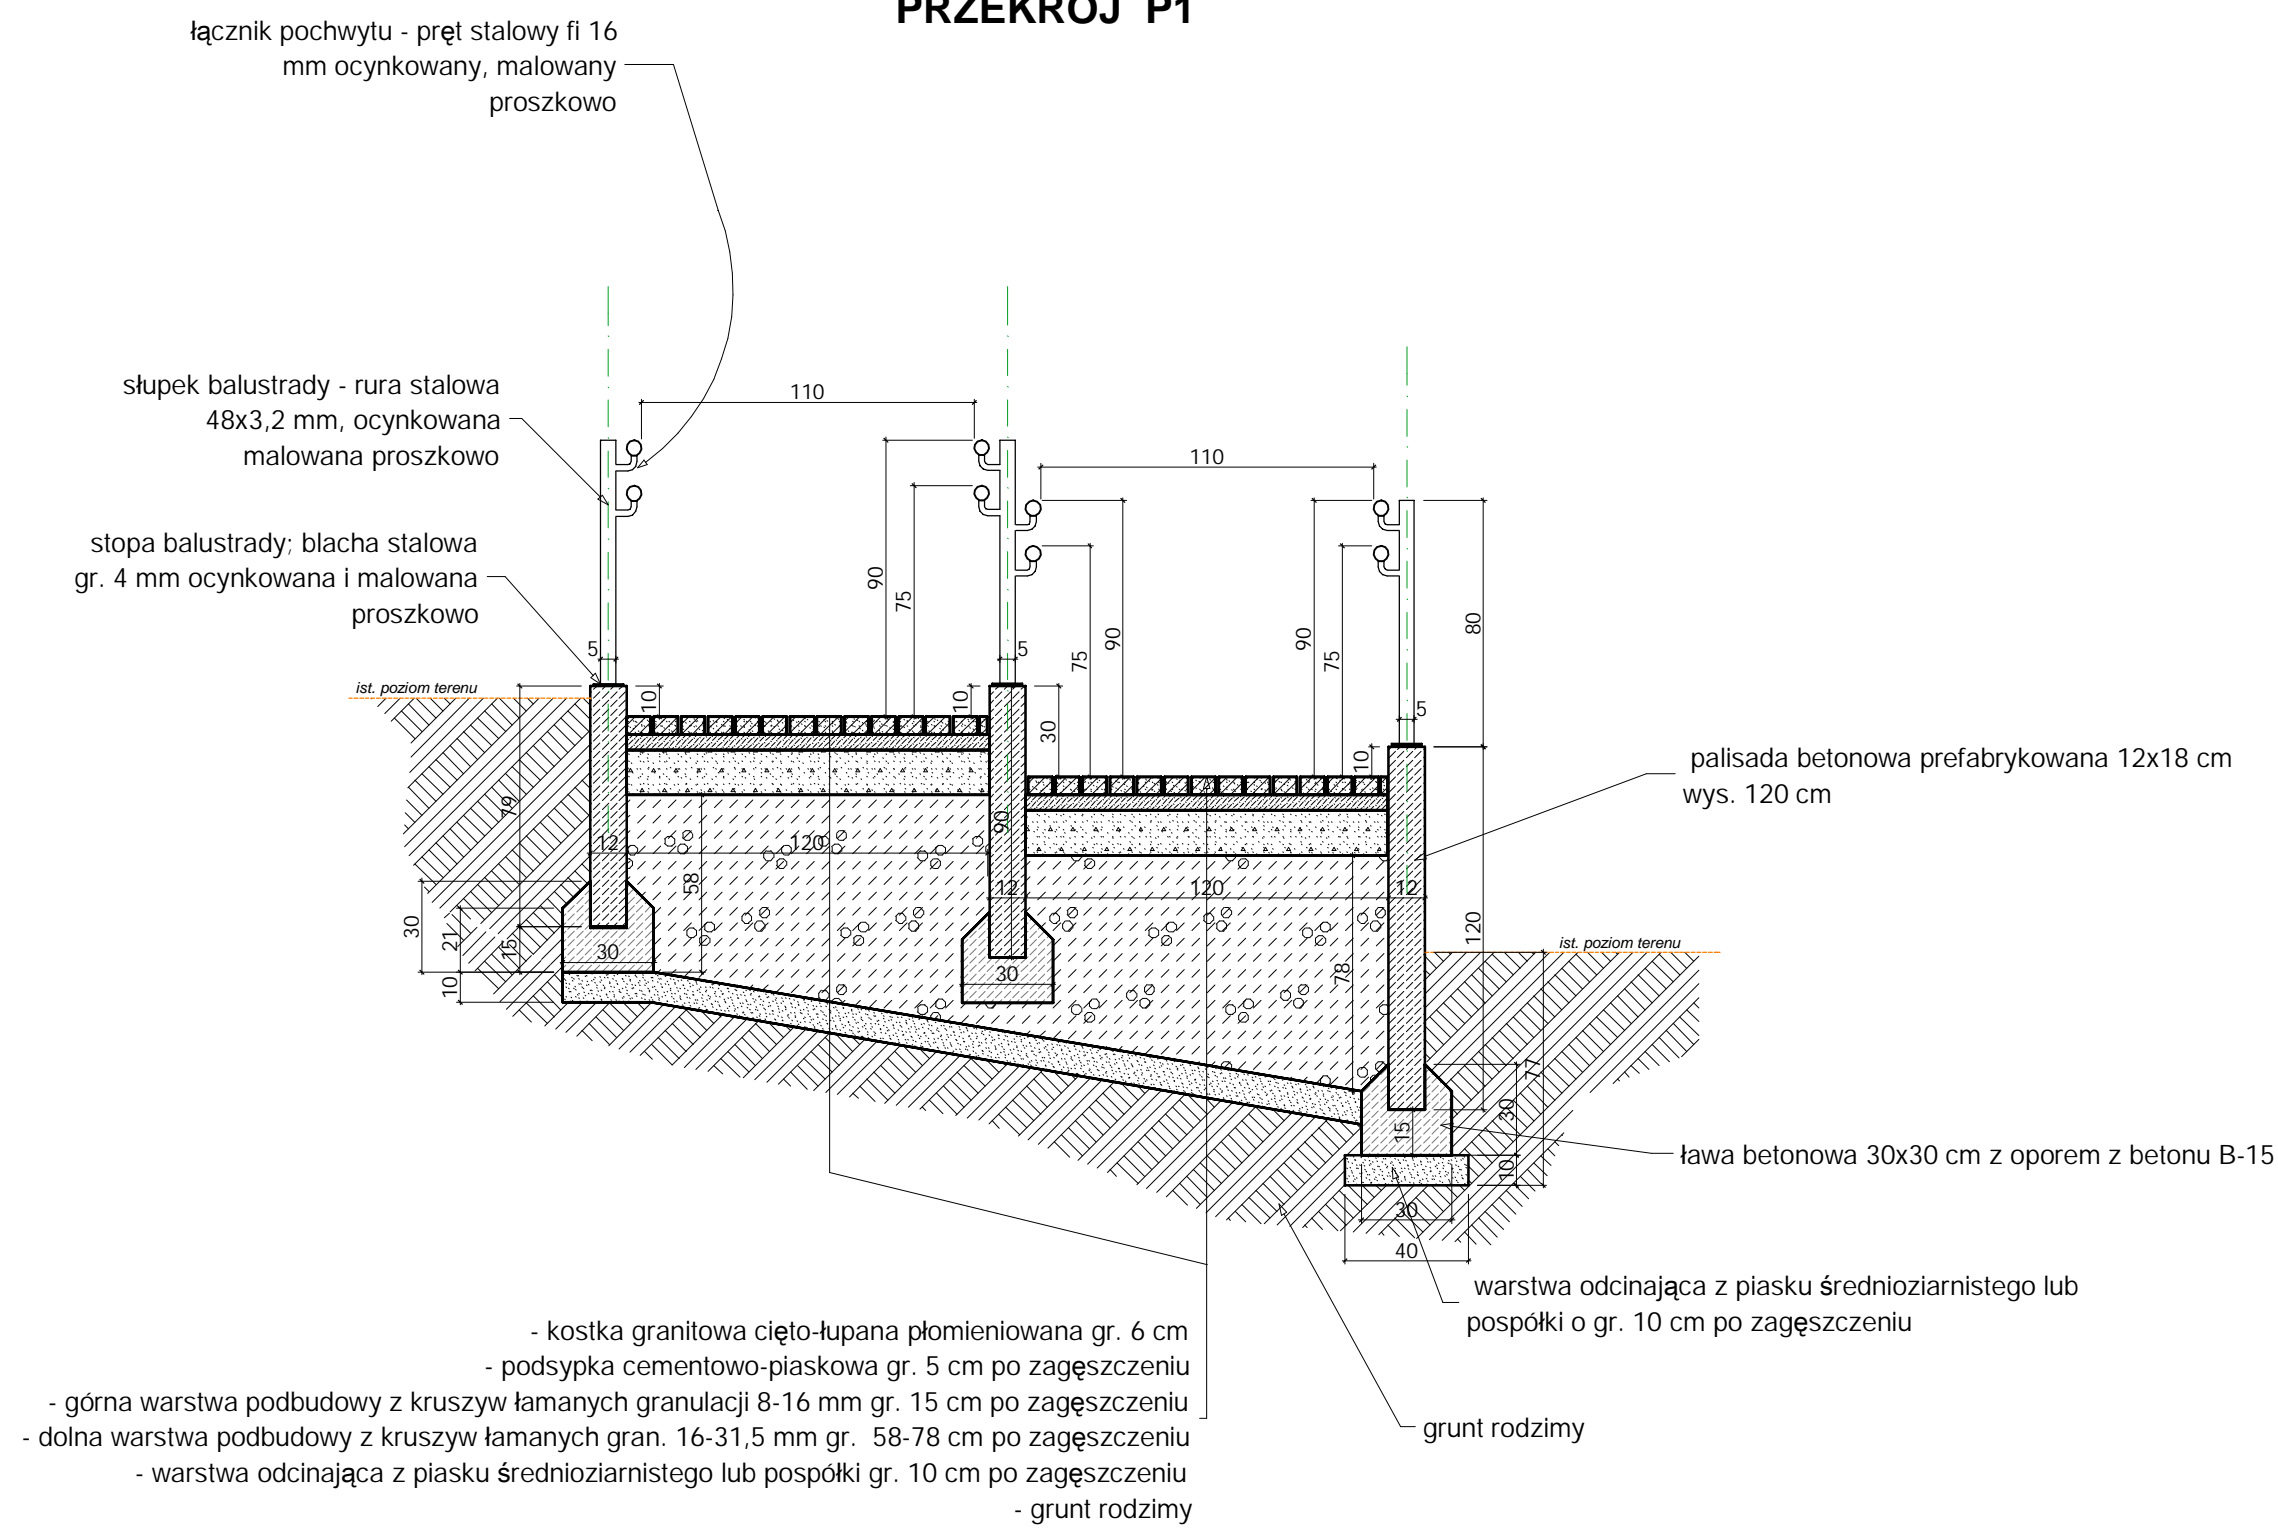 PRZEKRÓJ P1
łącznik pochwytu - pręt stalowy fi 16
mm ocynkowany, malowany
proszkowo
słupek balustrady - rura stalowa
48x3,2 mm, ocynkowana
malowana proszkowo
110
110
stopa balustrady; blacha stalowa
gr. 4 mm ocynkowana i malowana
proszkowo
90
75
75
90
90
75
80
5
5
5
ist. poziom terenu
10
10
30
10
palisada betonowa prefabrykowana 12x18 cm
wys. 120 cm
79
12
120
90
58
12
120
12
30
21
15
10
30
30
78
120
ist. poziom terenu
77
30
15
10
30
40
ława betonowa 30x30 cm z oporem z betonu B-15
warstwa odcinająca z piasku średnioziarnistego lub
pospółki o gr. 10 cm po zagęszczeniu
grunt rodzimy
- kostka granitowa cięto-łupana płomieniowana gr. 6 cm
- podsypka cementowo-piaskowa gr. 5 cm po zagęszczeniu
- górna warstwa podbudowy z kruszyw łamanych granulacji 8-16 mm gr. 15 cm po zagęszczeniu
- dolna warstwa podbudowy z kruszyw łamanych gran. 16-31,5 mm gr.  58-78 cm po zagęszczeniu
- warstwa odcinająca z piasku średnioziarnistego lub pospółki gr. 10 cm po zagęszczeniu
- grunt rodzimy